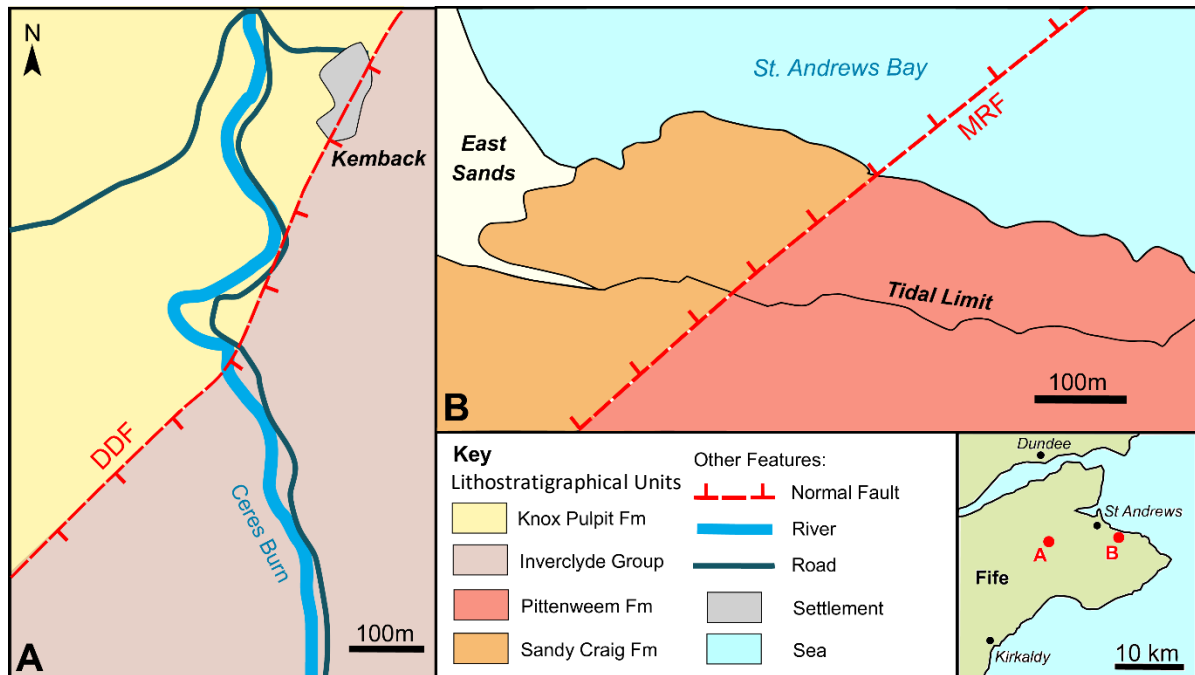 N
Kemback
DDF
Ceres Burn
A
100m
St. Andrews Bay
MRF
East
Sands
Tidal Limit
B
100m
Key
Lithostratigraphical Units
Knox Pulpit Fm
Inverclyde Group
Pittenweem Fm
Sandy Craig Fm
Other Features:
Normal Fault
River
Road
Settlement
Sea
Dundee
St Andrews
A
B
Fife
Kirkaldy
10 km